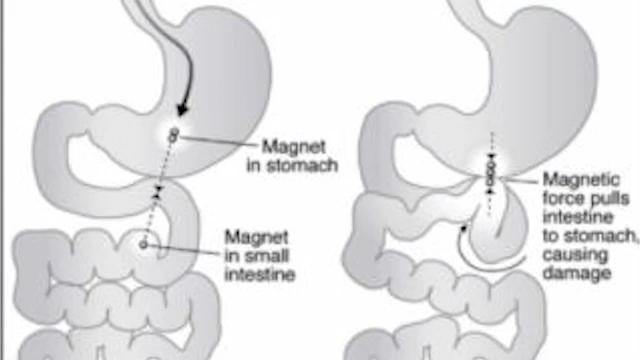 Magnet
in stomach
Magnet
in small
intestine
Magnetic
force pulls
intestine
to stomach,
causing
damage